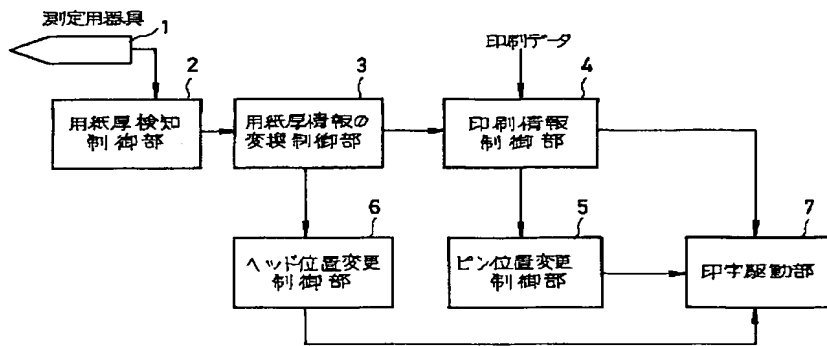 測定用器具
1
印刷データ
2
3
4
用紙厚検知
制御部
用紙厚情報の
変換制御部
印刷情報
制御部
6
5
7
ヘッド位置変更
制御部
ピン位置変更
制御部
印字駆動部